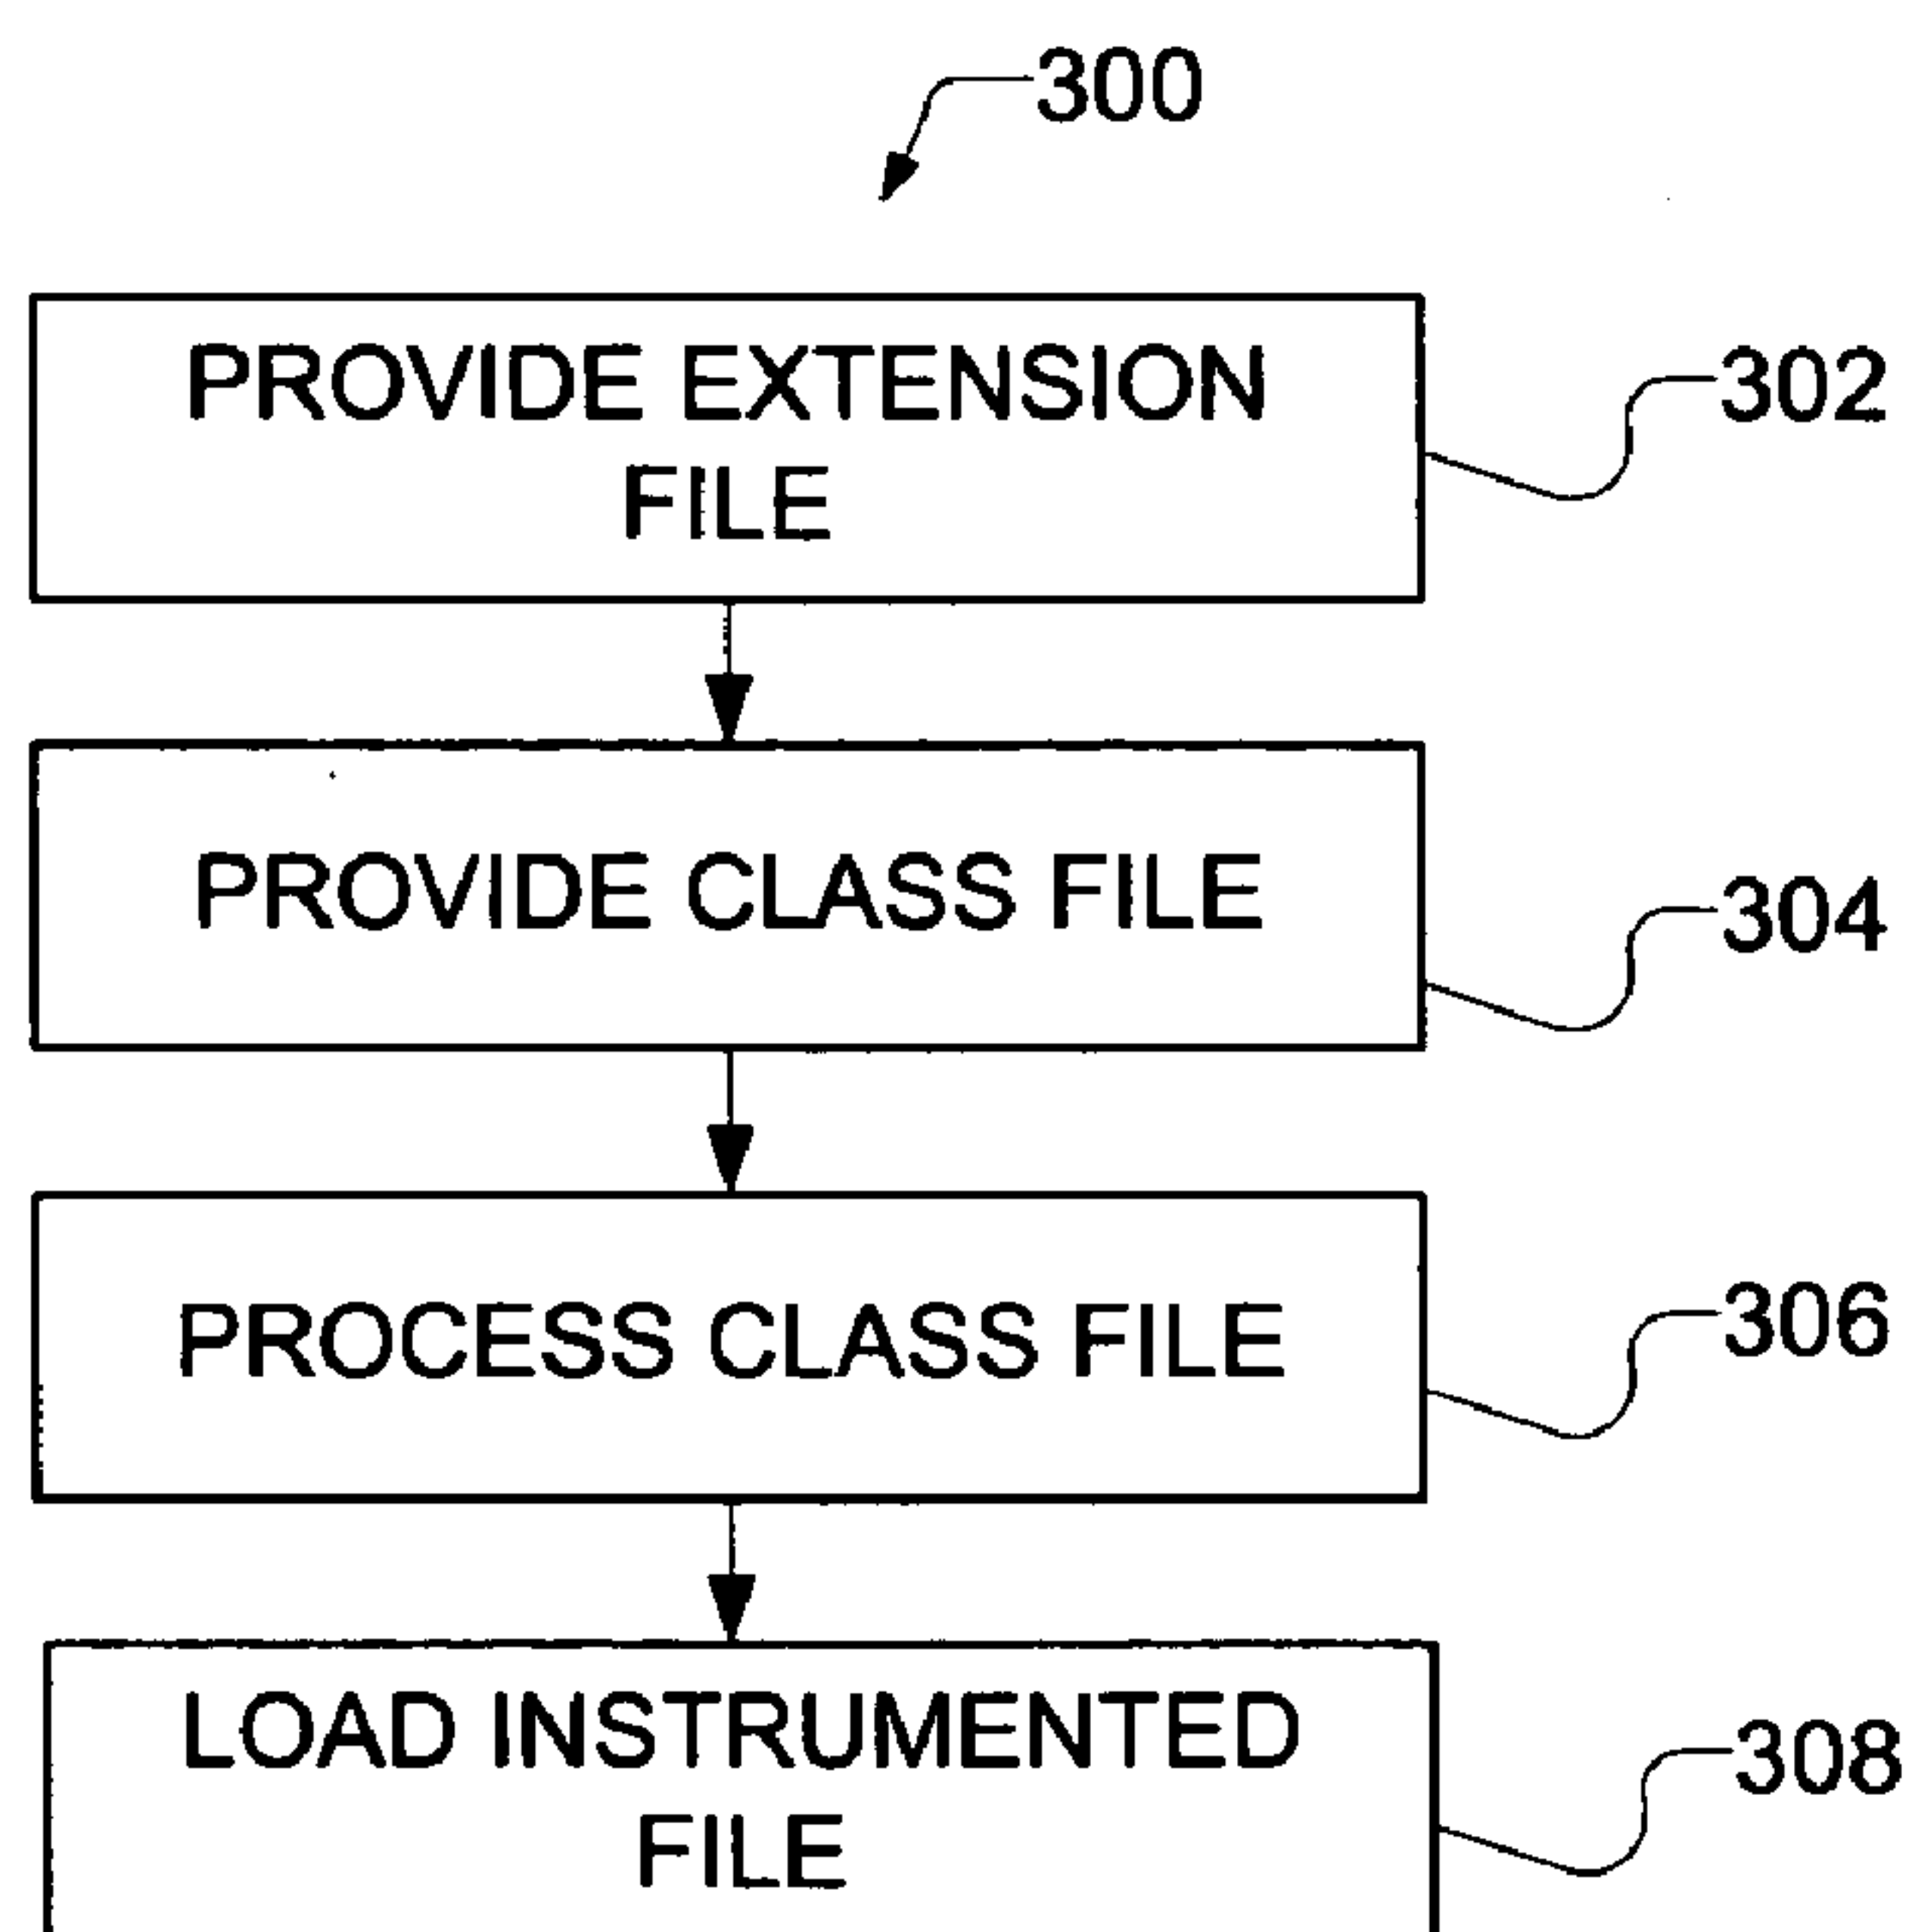 300
PROVIDE EXTENSION
FILE
302
PROVIDE CLASS FILE
304
PROCESS CLASS FILE
306
LOAD INSTRUMENTED
FILE
308